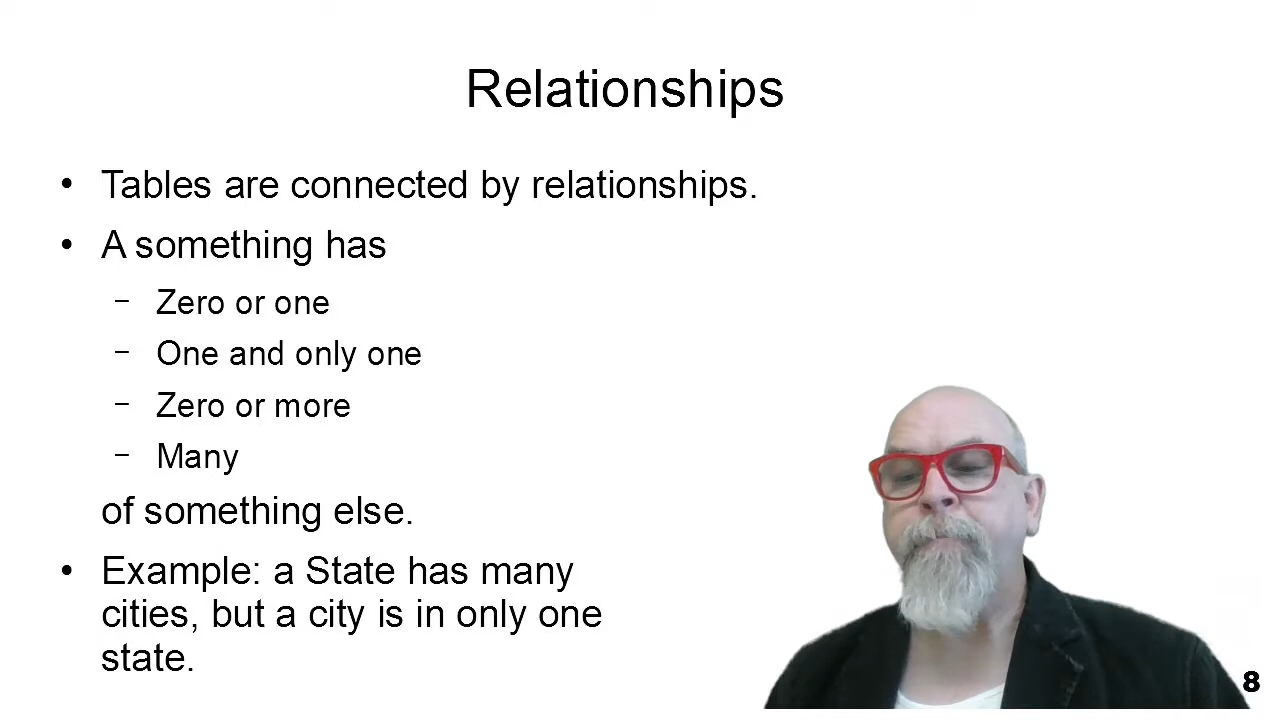 Relationships
• Tables are connected by relationships.
• A something has
– Zero or one
– One and only one
– Zero or more
– Many
of something else.
• Example: a State has many
cities, but a city is in only one
state.
8